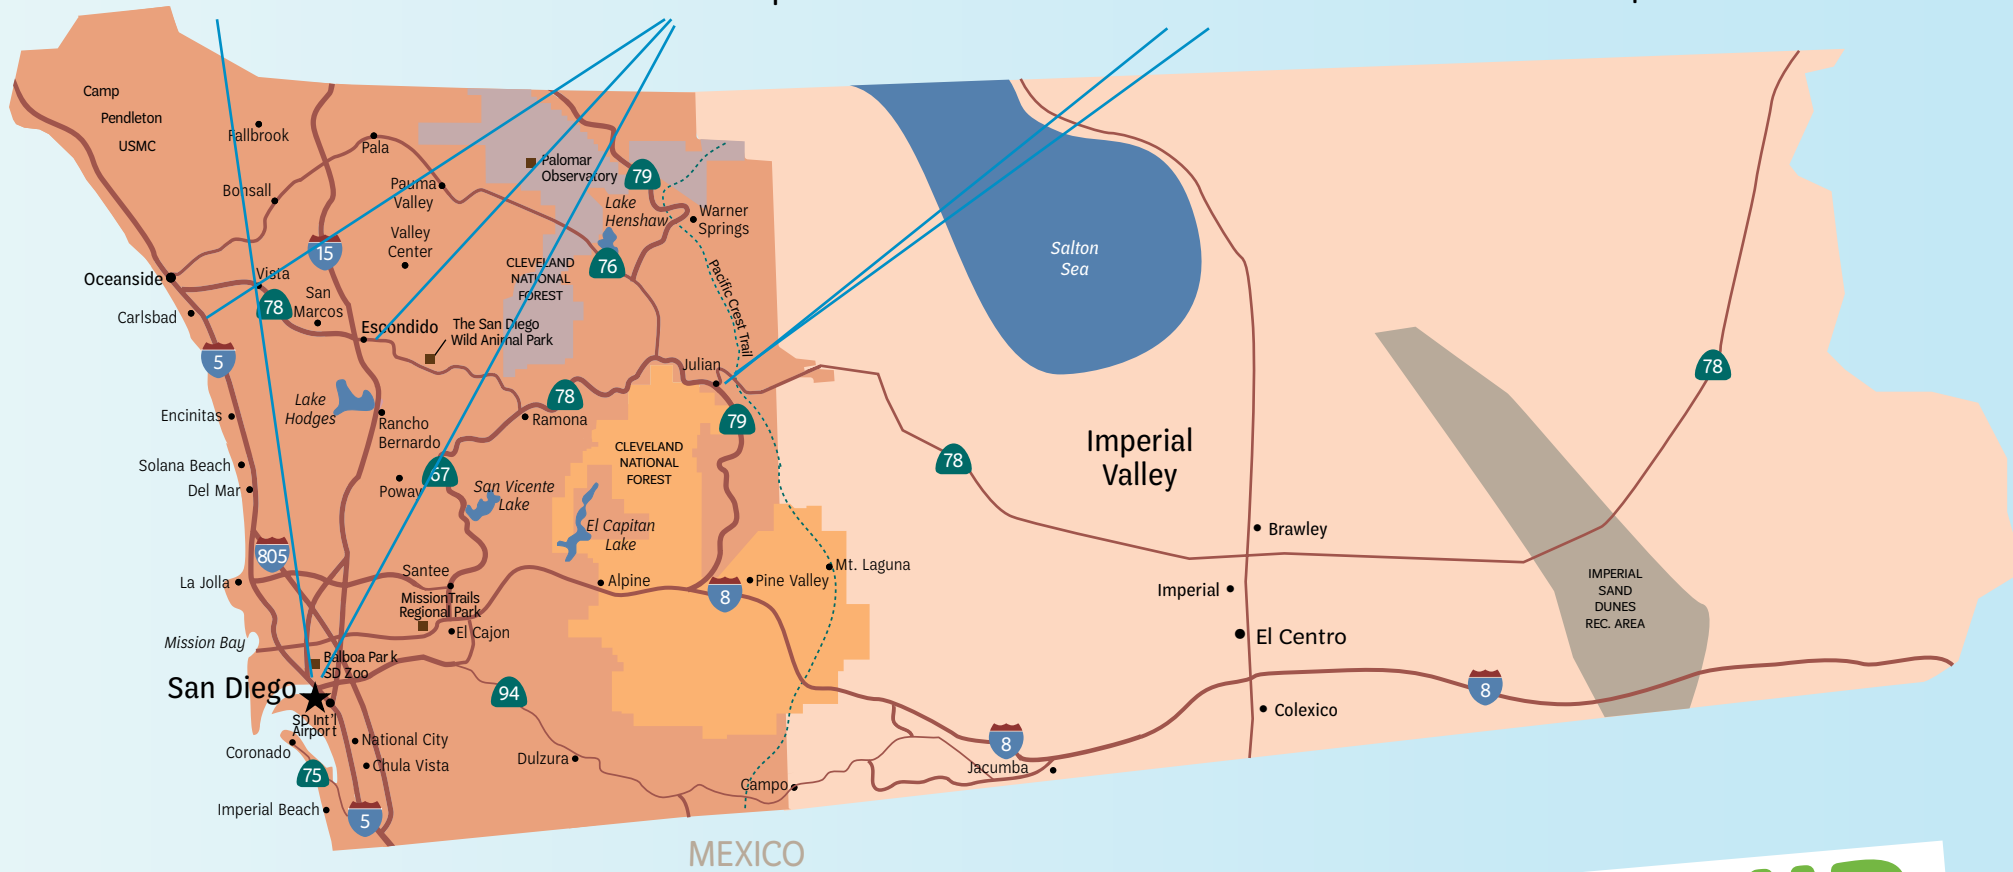 Camp
Pendleton
USMC
Fallbrook
Pala
Bonsall
Pauma
Valley
Palomar
Observatory
79
Lake
Henshaw
Warner
Springs
15
Valley
Center
Oceanside
Vista
78
San
Marcos
Carlsbad
CLEVELAND
NATIONAL
FOREST
76
Pacific Crest Trail
Salton
Sea
Escondido
The San Diego
Wild Animal Park
5
Julian
78
Lake
Hodges
Encinitas
Rancho
Bernardo
78
Ramona
79
CLEVELAND
NATIONAL
FOREST
Imperial
Valley
78
Solana Beach
Del Mar
Poway
67
San Vicente
Lake
El Capitan
Lake
Brawley
805
La Jolla
Santee
Alpine
8
Pine Valley
Mt. Laguna
Imperial
IMPERIAL
SAND
DUNES
REC. AREA
MissionTrails
Regional Park
El Cajon
El Centro
Mission Bay
Balboa Park
SD Zoo
San Diego
94
8
SD Int'l
Airport
Coronado
National City
Colexico
75
Chula Vista
Dulzura
8
Jacumba
Campo
Imperial Beach
5
MEXICO